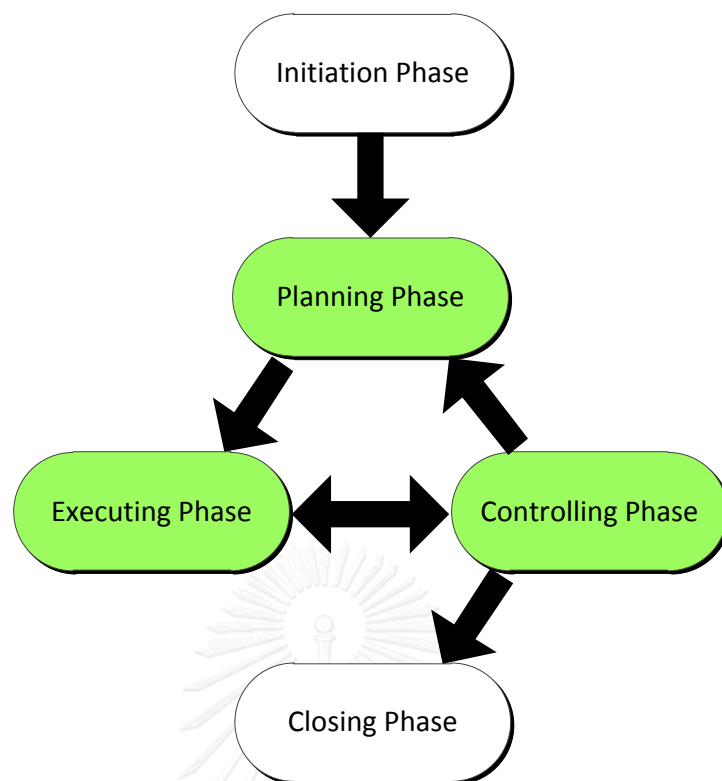 Initiation Phase
Planning Phase
Executing Phase
Controlling Phase
Closing Phase